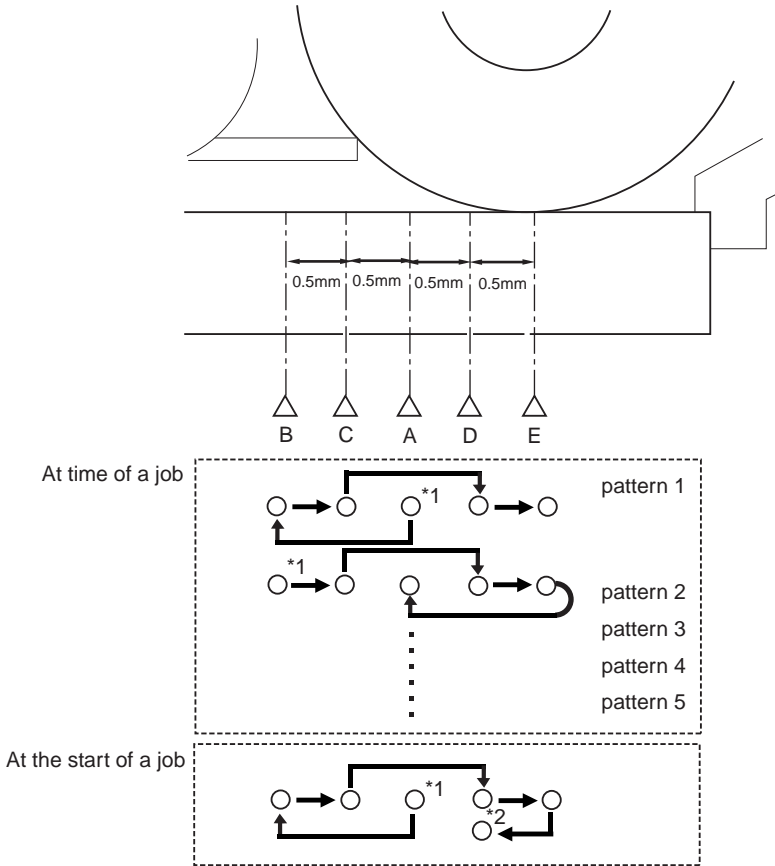 0.5mm 0.5mm 0.5mm 0.5mm
B C A D E
At time of a job
*1
pattern 1
*1
pattern 2
pattern 3
pattern 4
pattern 5
At the start of a job
*1
*2